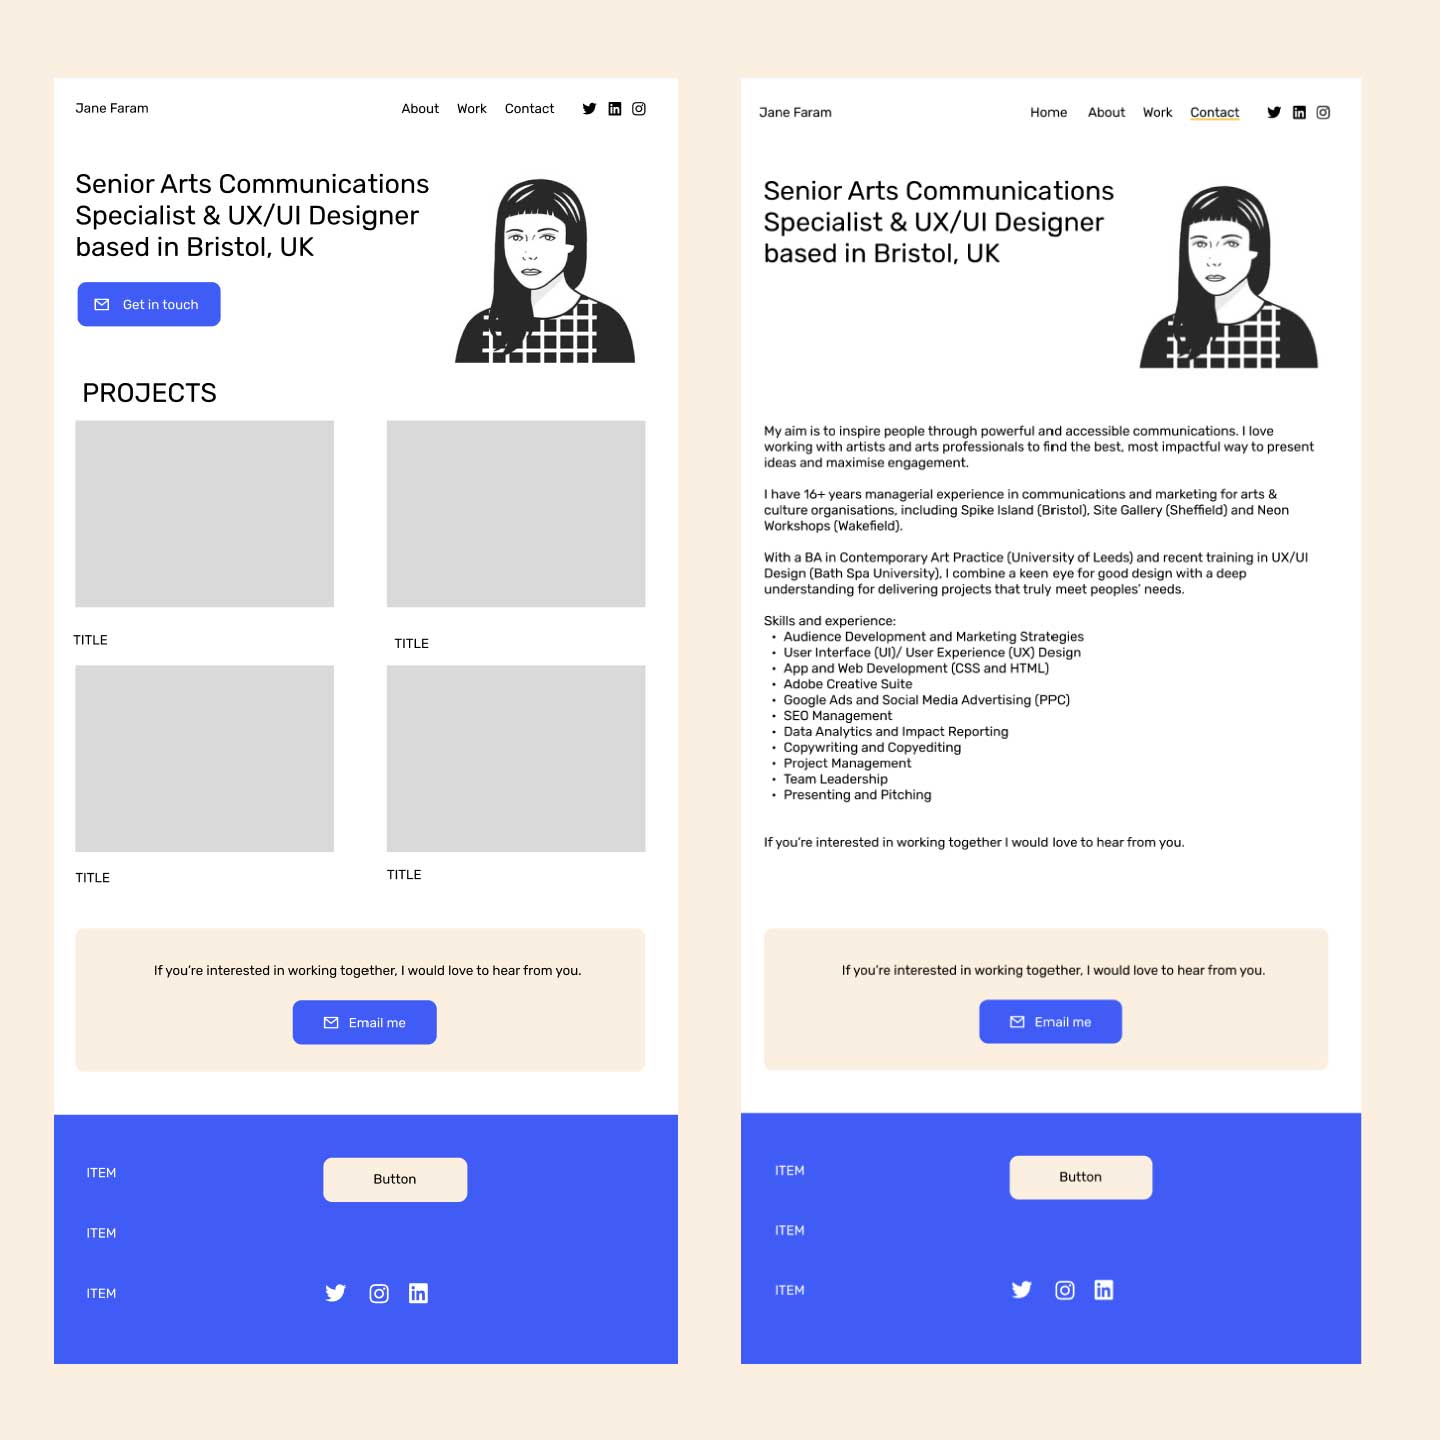 Jane Faram
About Work Contact
Senior Arts Communications
Specialist & UX/UI Designer
based in Bristol, UK
Get in touch
PROJECTS
TITLE
TITLE
TITLE
TITLE
If you're interested in working together, I would love to hear from you.
Email me
ITEM
Button
ITEM
ITEM
Jane Faram
Home About Work Contact
Senior Arts Communications
Specialist & UX/UI Designer
based in Bristol, UK
My aim is to inspire people through powerful and accessible communications. I love
working with artists and arts professionals to find the best, most impactful way to present
ideas and maximise engagement.
I have 16+ years managerial experience in communications and marketing for arts &
culture organisations, including Spike Island (Bristol), Site Gallery (Sheffield) and Neon
Workshops (Wakefield).
With a BA in Contemporary Art Practice (University of Leeds) and recent training in UX/UI
Design (Bath Spa University), I combine a keen eye for good design with a deep
understanding for delivering projects that truly meet peoples' needs.
Skills and experience:
• Audience Development and Marketing Strategies
• User Interface (UI)/ User Experience (UX) Design
• App and Web Development (CSS and HTML)
• Adobe Creative Suite
• Google Ads and Social Media Advertising (PPC)
• SEO Management
• Data Analytics and Impact Reporting
• Copywriting and Copyediting
• Project Management
• Team Leadership
• Presenting and Pitching
If you're interested in working together I would love to hear from you.
If you're interested in working together, I would love to hear from you.
Email me
ITEM
Button
ITEM
ITEM